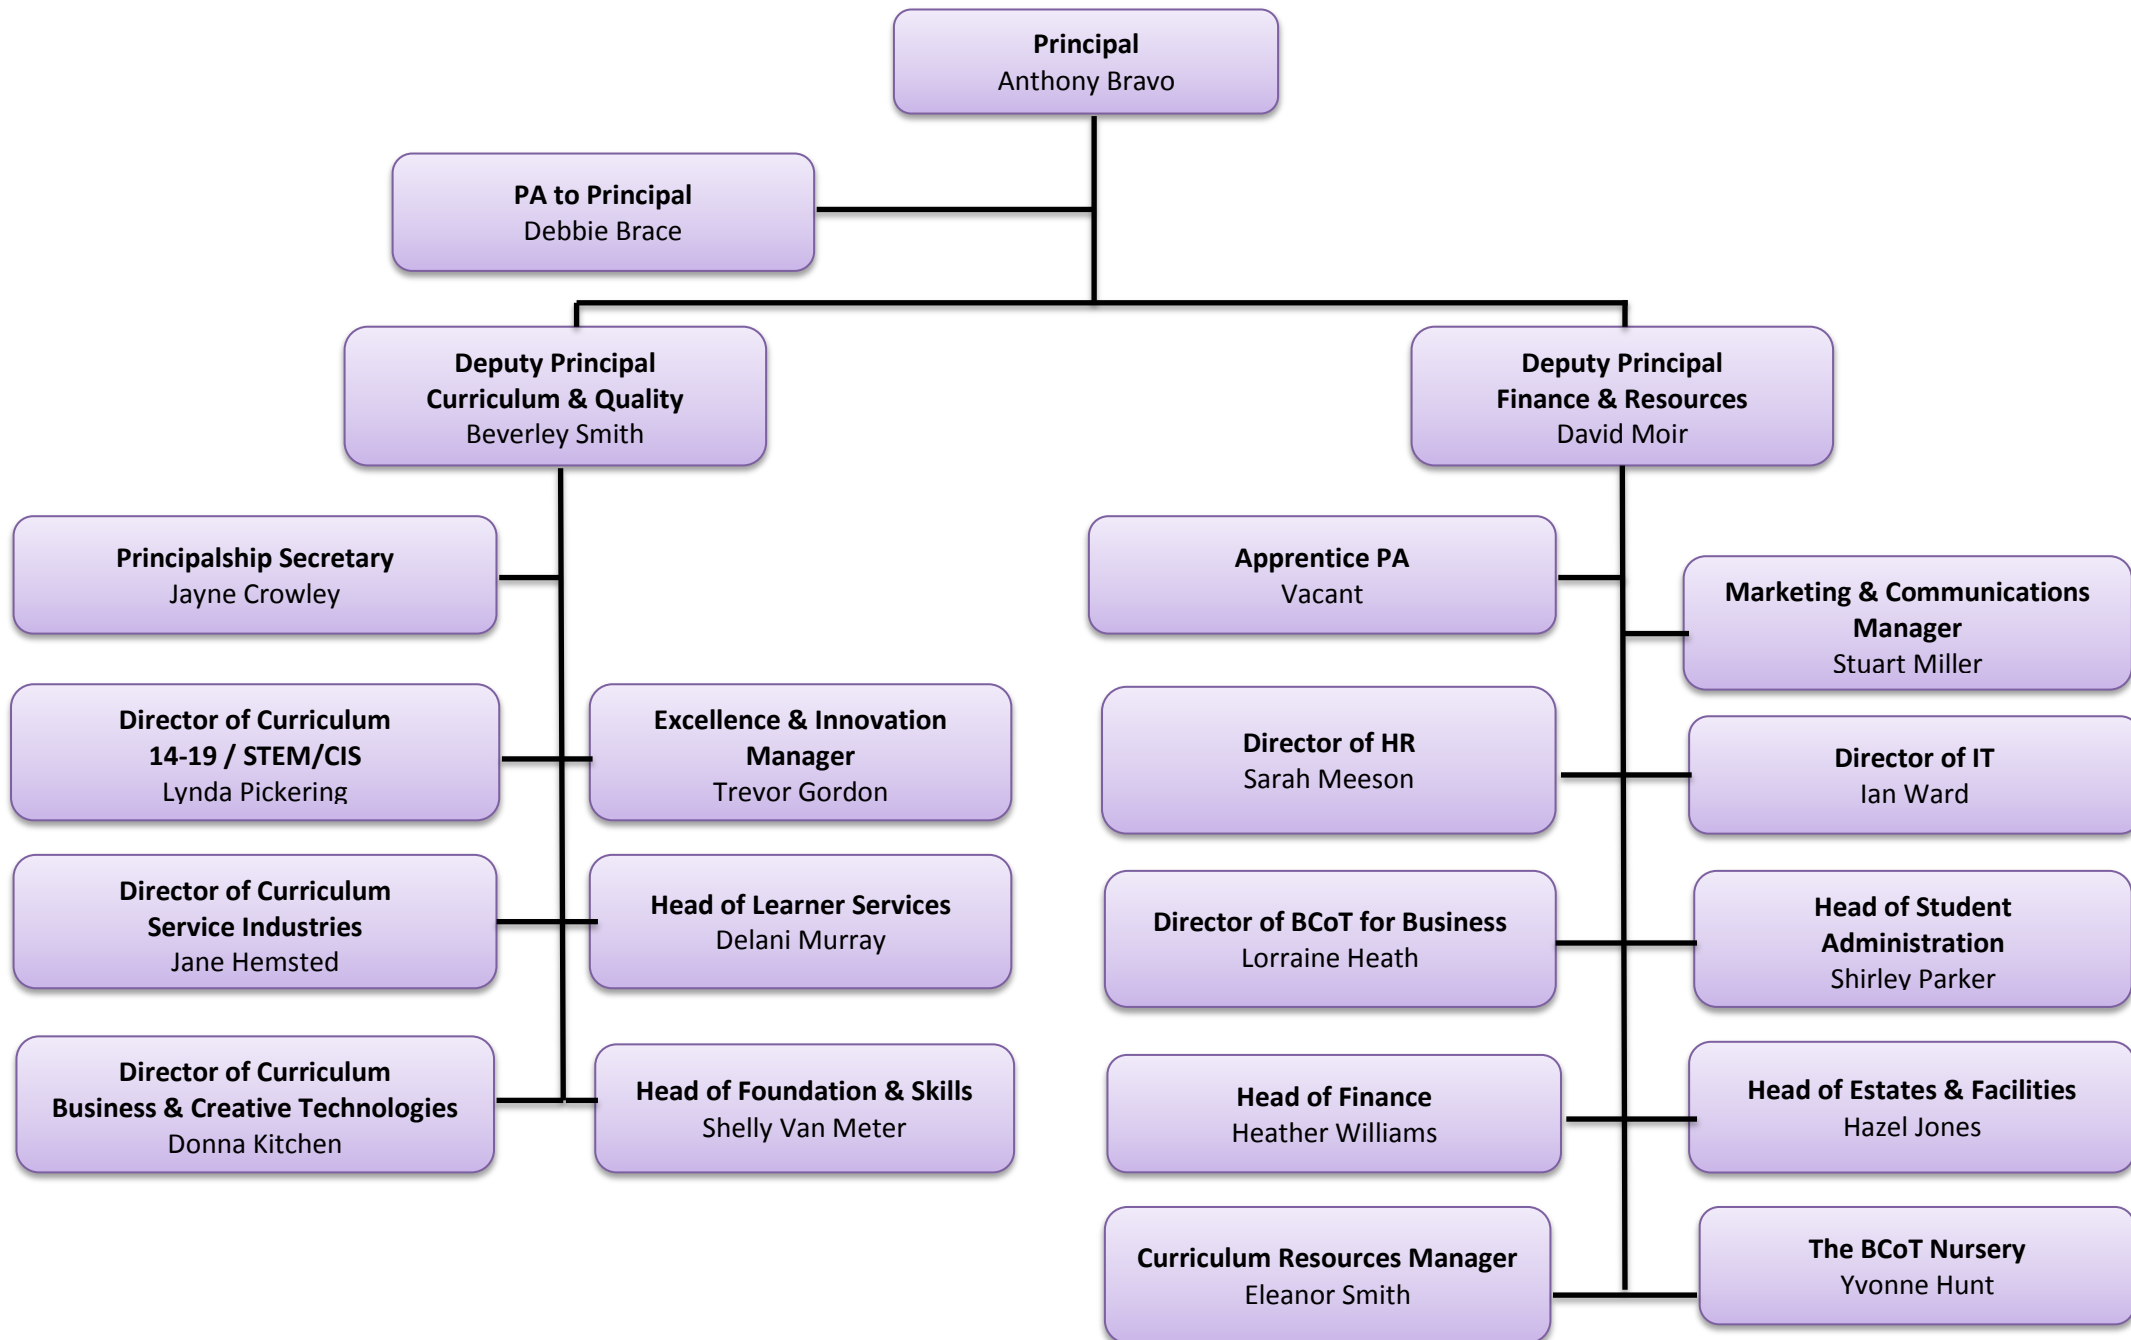 Principal
Anthony Bravo
PA to Principal
Debbie Brace
Deputy Principal
Curriculum & Quality
Beverley Smith
Deputy Principal
Finance & Resources
David Moir
Principalship Secretary
Jayne Crowley
Apprentice PA
Vacant
Marketing & Communications
Manager
Stuart Miller
Director of Curriculum
14-19 / STEM/CIS
Lynda Pickering
Excellence & Innovation
Manager
Trevor Gordon
Director of HR
Sarah Meeson
Director of IT
Ian Ward
Director of Curriculum
Service Industries
Jane Hemsted
Head of Learner Services
Delani Murray
Director of BCoT for Business
Lorraine Heath
Head of Student
Administration
Shirley Parker
Director of Curriculum
Business & Creative Technologies
Donna Kitchen
Head of Foundation & Skills
Shelly Van Meter
Head of Finance
Heather Williams
Head of Estates & Facilities
Hazel Jones
Curriculum Resources Manager
Eleanor Smith
The BCoT Nursery
Yvonne Hunt